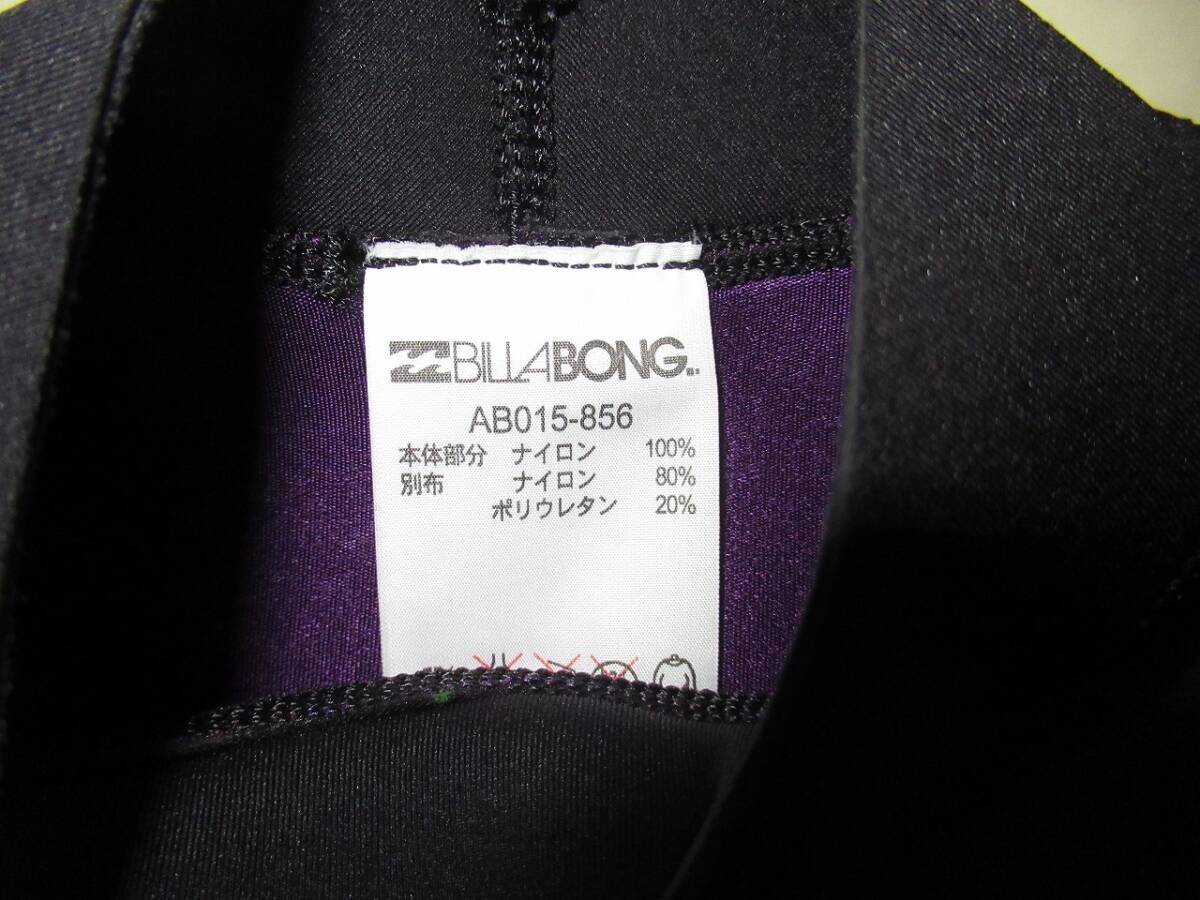 BILLABONG
AB015-856
本体部分 ナイロン 100%
別布 ナイロン 80%
ポリウレタン 20%